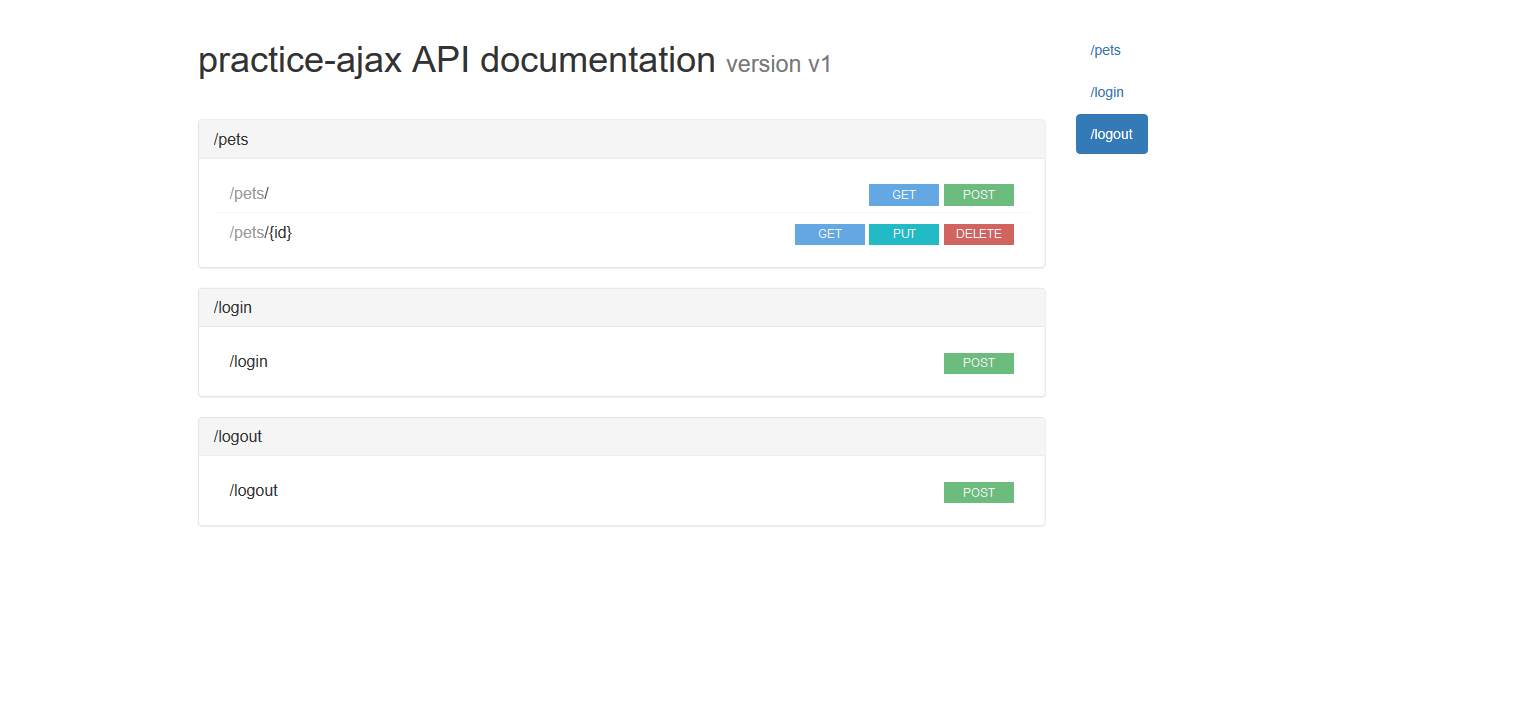 practice-ajax API documentation version v1
/pets
/pets/ GET POST
/pets/{id} GET PUT DELETE
/login
/login POST
/logout
/logout POST
/pets
/login
/logout